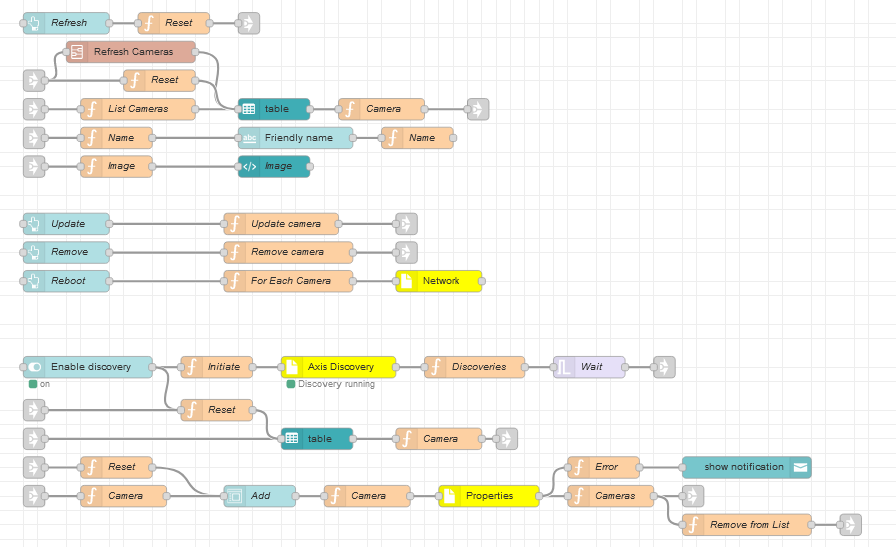 Refresh
Reset
Refresh Cameras
Reset
List Cameras
table
Camera
Name
abc
Friendly name
Name
Image
</>
Image
Update
Update camera
Remove
Remove camera
Reboot
For Each Camera
Network
Enable discovery
Initiate
Axis Discovery
Discoveries
Wait
on
Discovery running
Reset
table
Camera
Reset
Error
show notification
Camera
Add
Camera
Properties
Cameras
Remove from List